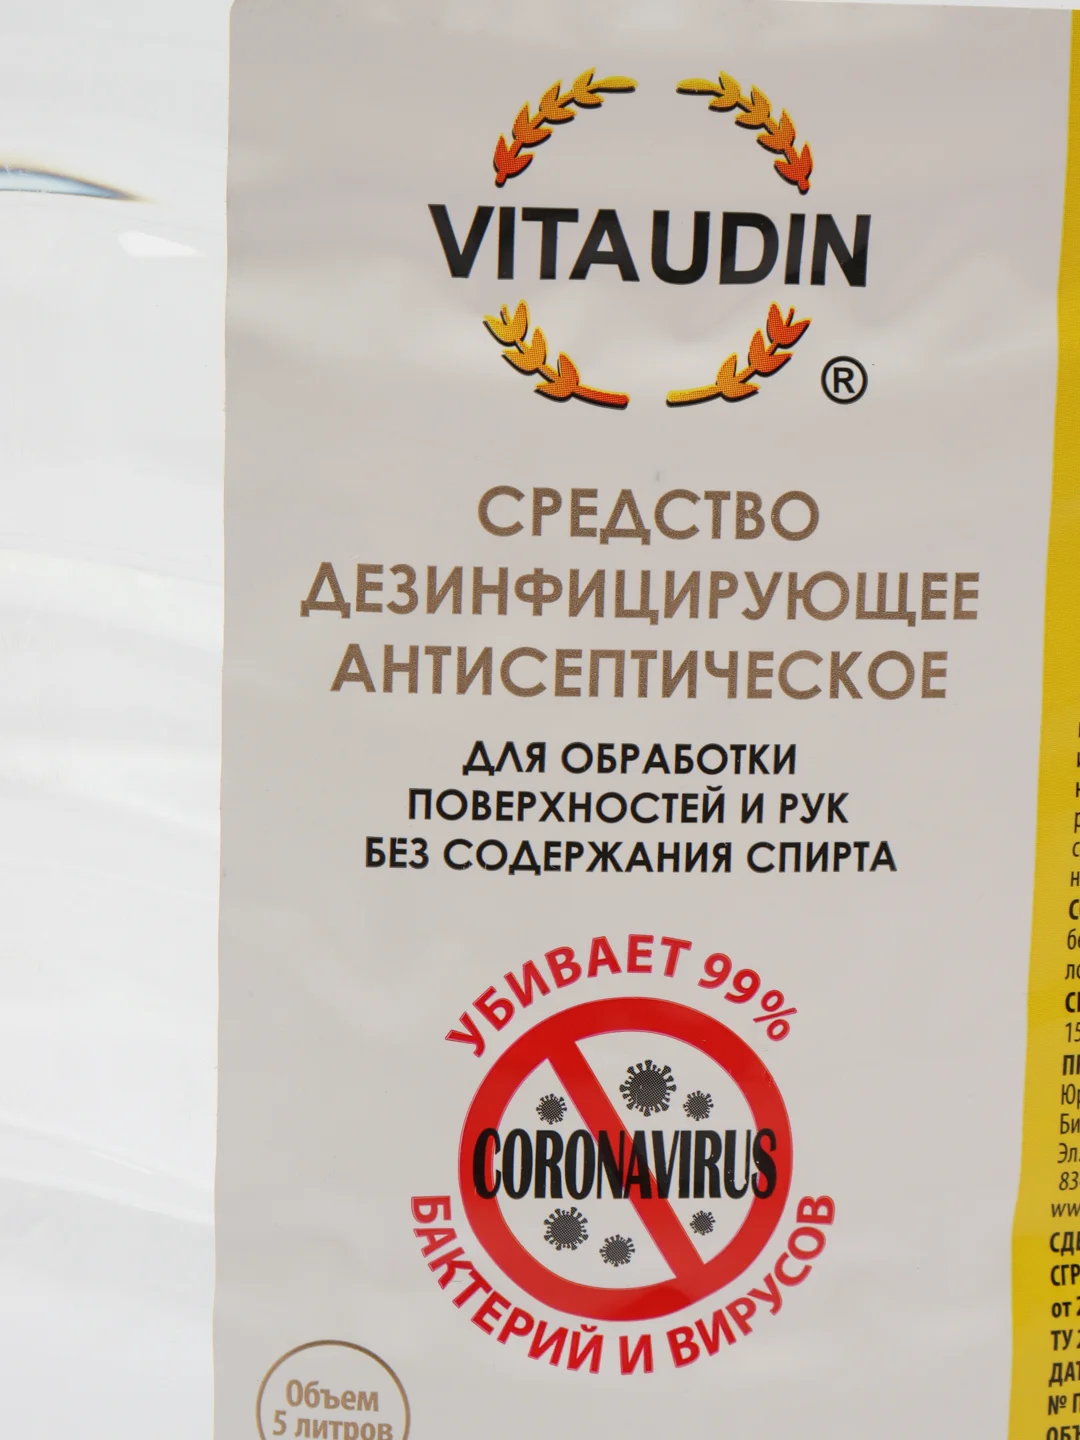 VITAUDIN
®
СРЕДСТВО
ДЕЗИНФИЦИРУЮЩЕЕ
АНТИСЕПТИЧЕСКОЕ
ДЛЯ ОБРАБОТКИ
ПОВЕРХНОСТЕЙ И РУК
БЕЗ СОДЕРЖАНИЯ СПИРТА
УБИВАЕТ 99%
CORONAVIRUS
БАКТЕРИЙ И ВИРУСОВ
Объем
5 литров